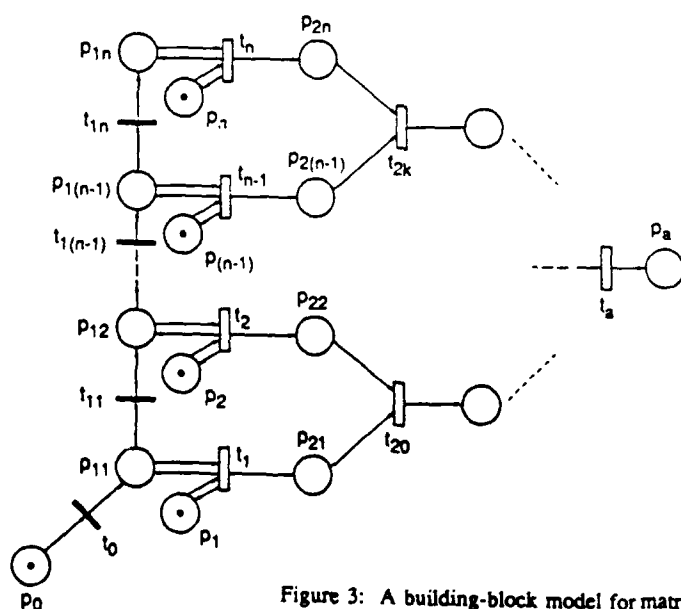 p1n
tn
p2n
pn
t1n
p1(n-1)
tn-1
p2(n-1)
t2k
t1(n-1)
p(n-1)
pa
ta
p12
t2
p22
p2
t11
t20
p11
t1
p21
p1
t0
p0
Figure 3: A building-block model for matr